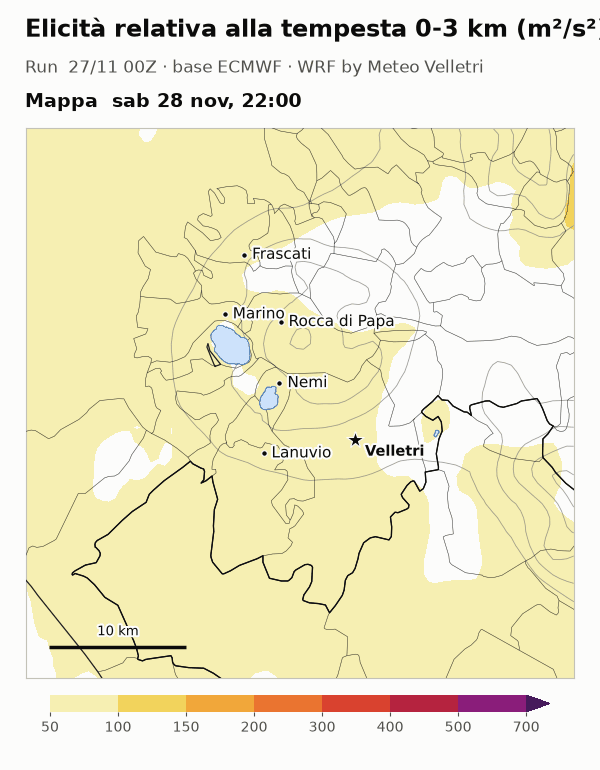 Elicità relativa alla tempesta 0-3 km (m²/s²)
Run 27/11 00Z · base ECMWF · WRF by Meteo Velletri
Mappa sab 28 nov, 22:00
Frascati
Marino
Rocca di Papa
Nemi
Lanuvio
Velletri
10 km
50 100 150 200 300 400 500 700